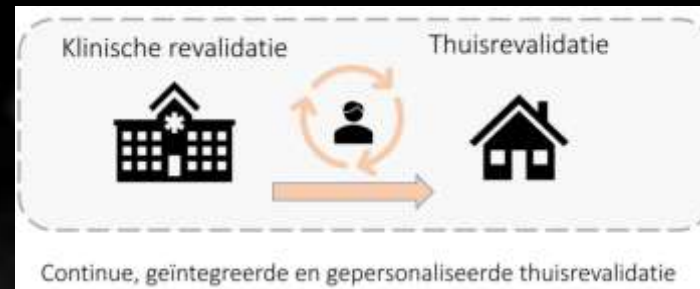 Klinische revalidatie
Thuisrevalidatie
Continue, geïntegreerde en gepersonaliseerde thuisrevalidatie